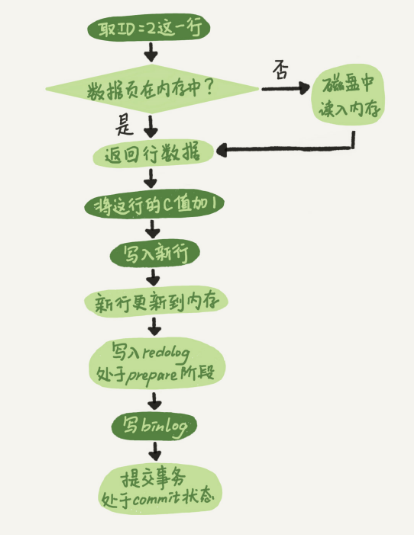 取ID=2这一行
数据页在内存中?
否
磁盘中
读入内存
是
返回行数据
将这行的C值加1
写入新行
新行更新到内存
写入redolog
处于prepare阶段
写binlog
提交事务
处于commit状态